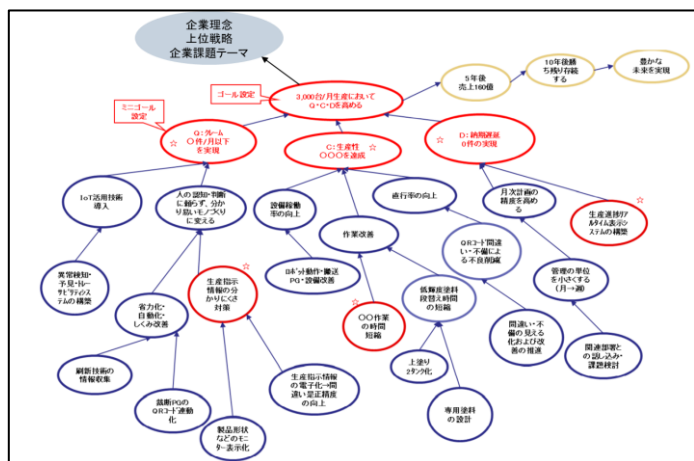 企業理念
上位戦略
企業課題テーマ
ゴール設定
3,000台/月生産において
Q・C・Dを高める
5年後
売上160億
10年後勝
ち残り存続
する
豊かな
未来を実現
ミニゴール
設定
Q:クレーム
〇件/月以下
を実現
☆
C:生産性
〇〇〇を達成
☆
☆
D:納期遅延
0件の実現
☆
IoT活用技術
導入
人の認知・判断
に頼らず、分か
り易いモノづくり
に変える
設備稼働
率の向上
作業改善
直行率の向上
月次計画の
精度を高める
生産進捗リア
ルタイム表示シ
ステムの構築
☆
異常検知・
予見・トレー
サビリティシス
テムの構築
省力化・
自動化・
しくみ改善
生産指示
情報の分
かりにくさ
対策
☆
ロボット動作・搬送
PG・設備改善
〇〇作業
の時間
短縮
☆
低輝度塗料
段替え時間
の短縮
QRコード間違
い・不備によ
る不良削減
管理の単位
を小さくする
(月→週)
刷新技術の
情報収集
裁断PGの
QRコード連動
化
製品形状
などのモニ
ター表示化
生産指示情報
の電子化→間
違い是正精度
の向上
上塗り
2タンク化
専用塗料
の設計
間違い・不
備の見える
化および改
善の推進
関連部署と
の認し込み・
課題検討